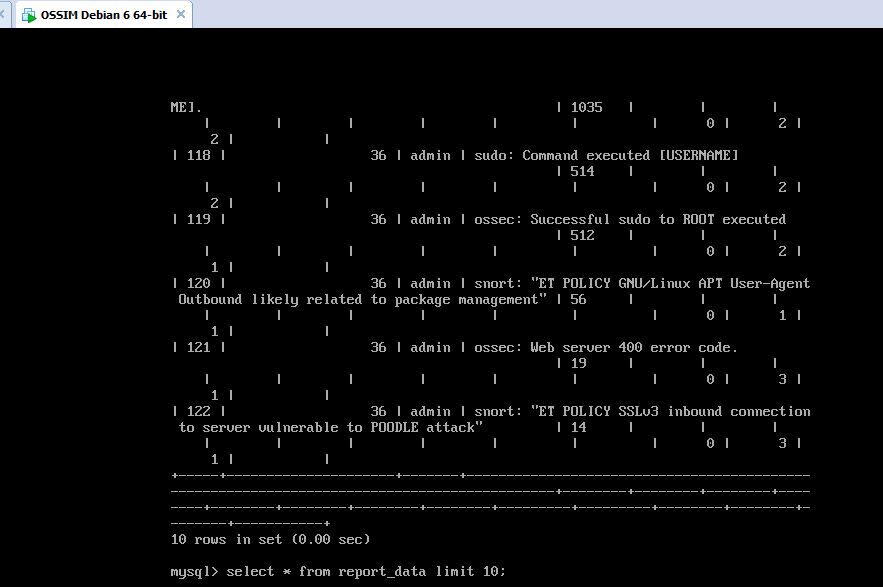 OSSIM Debian 6 64-bit
ME]. | 1035 | | |
| | | | | | | 0 | 2 |
2 | |
| 118 | 36 | admin | sudo: Command executed [USERNAME]
| 514 | | |
| | | | | | | 0 | 2 |
2 | |
| 119 | 36 | admin | ossec: Successful sudo to ROOT executed
| 512 | | |
| | | | | | | 0 | 2 |
1 | |
| 120 | 36 | admin | snort: "ET POLICY GNU/Linux APT User-Agent
Outbound likely related to package management" | 56 | | |
| | | | | | | 0 | 1 |
1 | |
| 121 | 36 | admin | ossec: Web server 400 error code.
| 19 | | |
| | | | | | | 0 | 3 |
1 | |
| 122 | 36 | admin | snort: "ET POLICY SSLv3 inbound connection
to server vulnerable to POODLE attack" | 14 | | |
| | | | | | | 0 | 3 |
1 | |
+-----+---------------------+-------+-------------------------------------------
------------------------------------------------+--------+--------+--------+----
----+--------+--------+--------+--------+---------+---------+--------+---------+-
-------+-----------+
10 rows in set (0.00 sec)
mysql> select * from report_data limit 10;